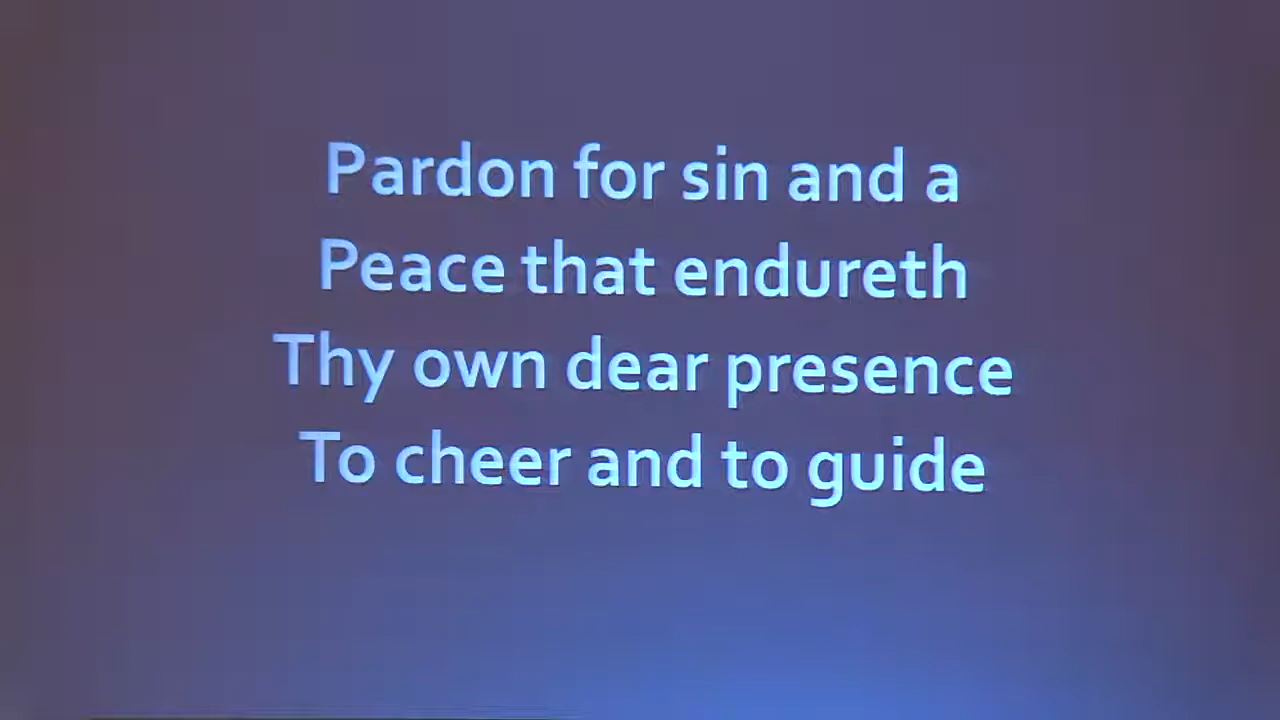 Pardon for sin and a
Peace that endureth
Thy own dear presence
To cheer and to guide